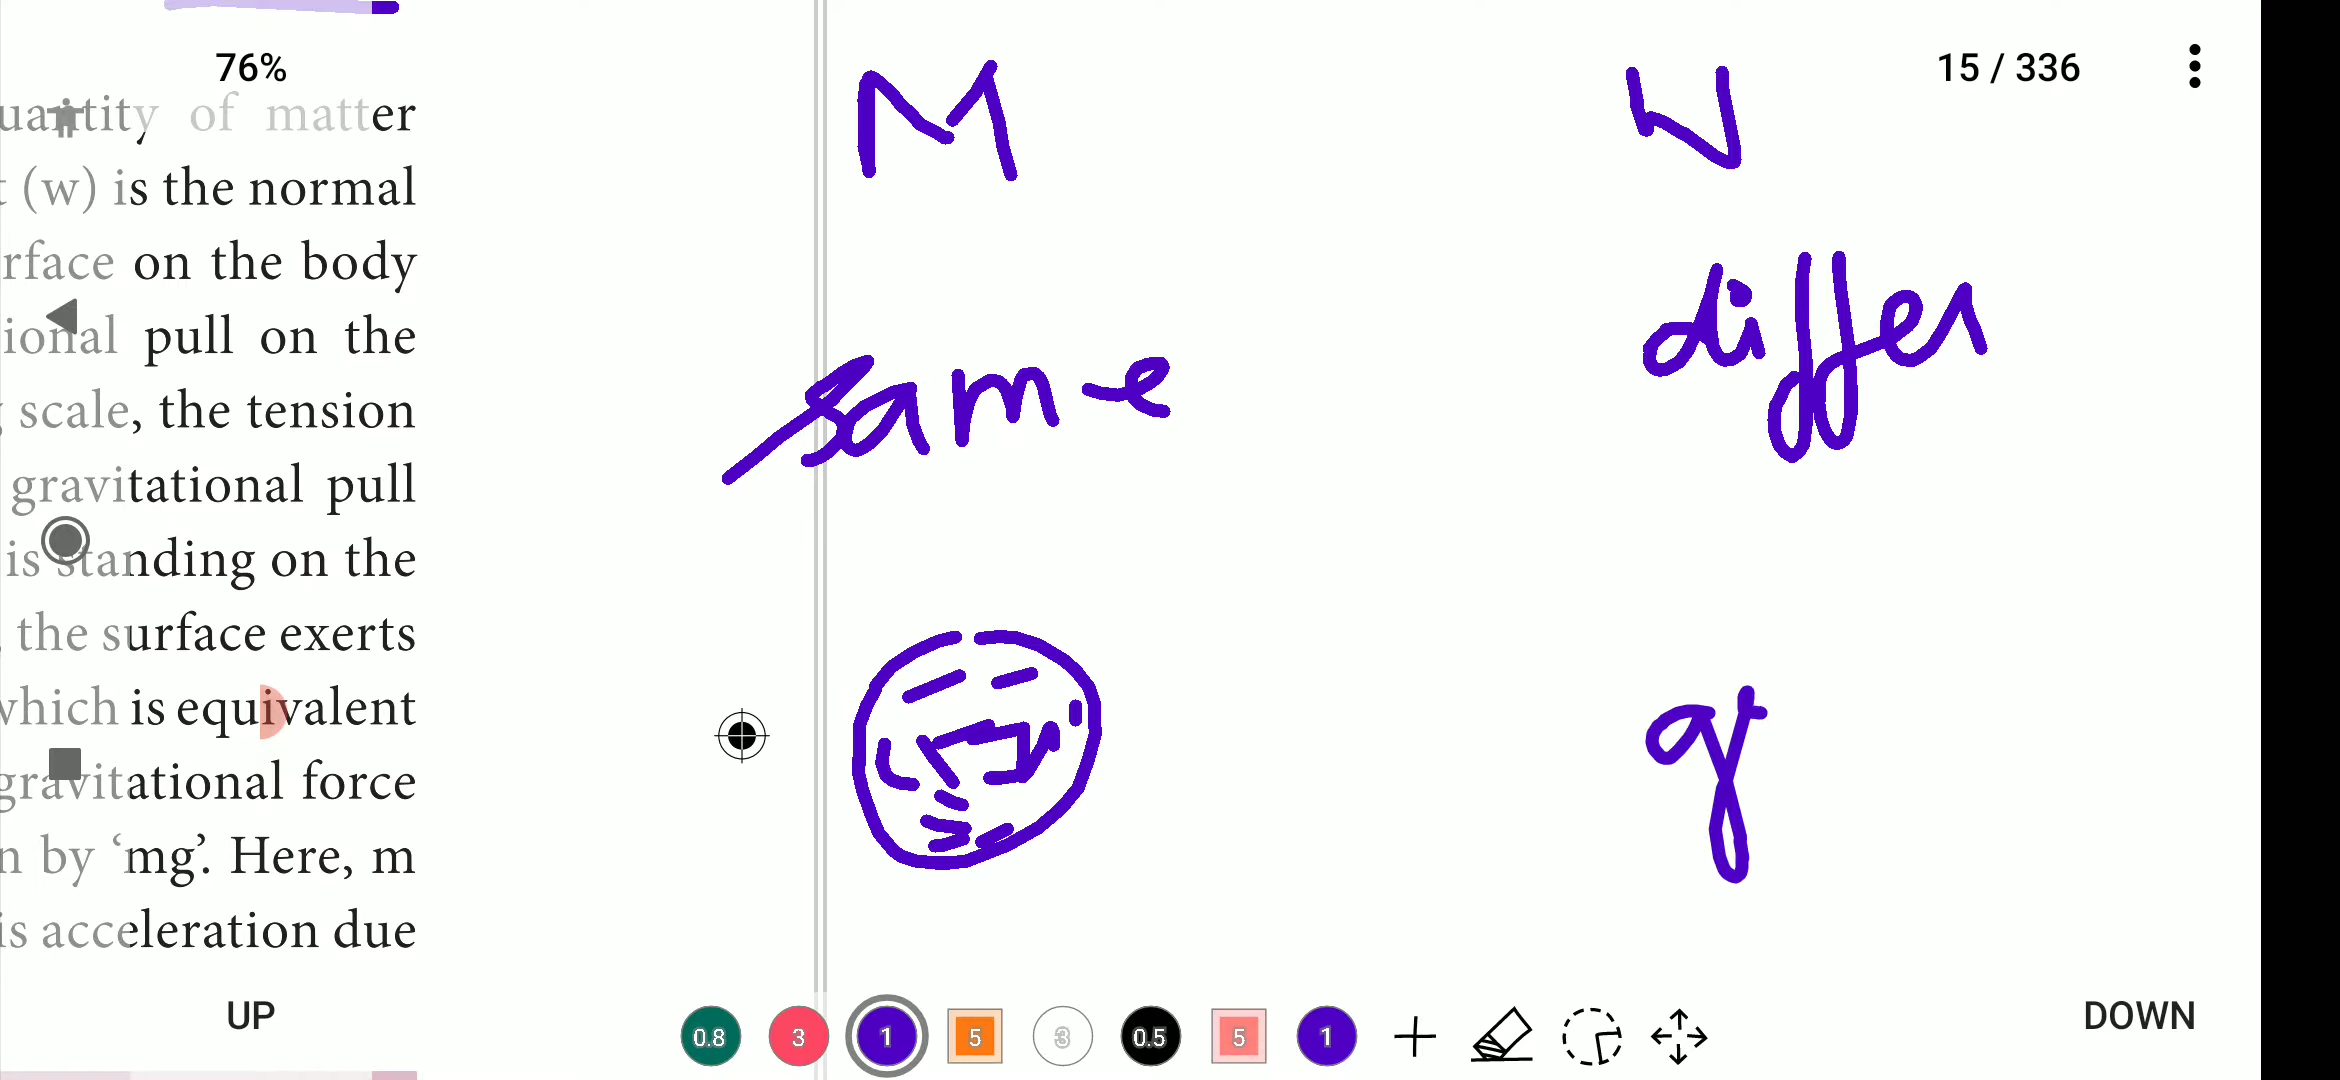 76%
uantity of matter
t (w) is the normal
rface on the body
ional pull on the
scale, the tension
gravitational pull
is standing on the
the surface exerts
which is equivalent
gravitational force
n by ‘mg’. Here, m
is acceleration due
UP
M
W
15 / 336
same
differ
g
0.8 3 1 5 3 0.5 5 1
DOWN